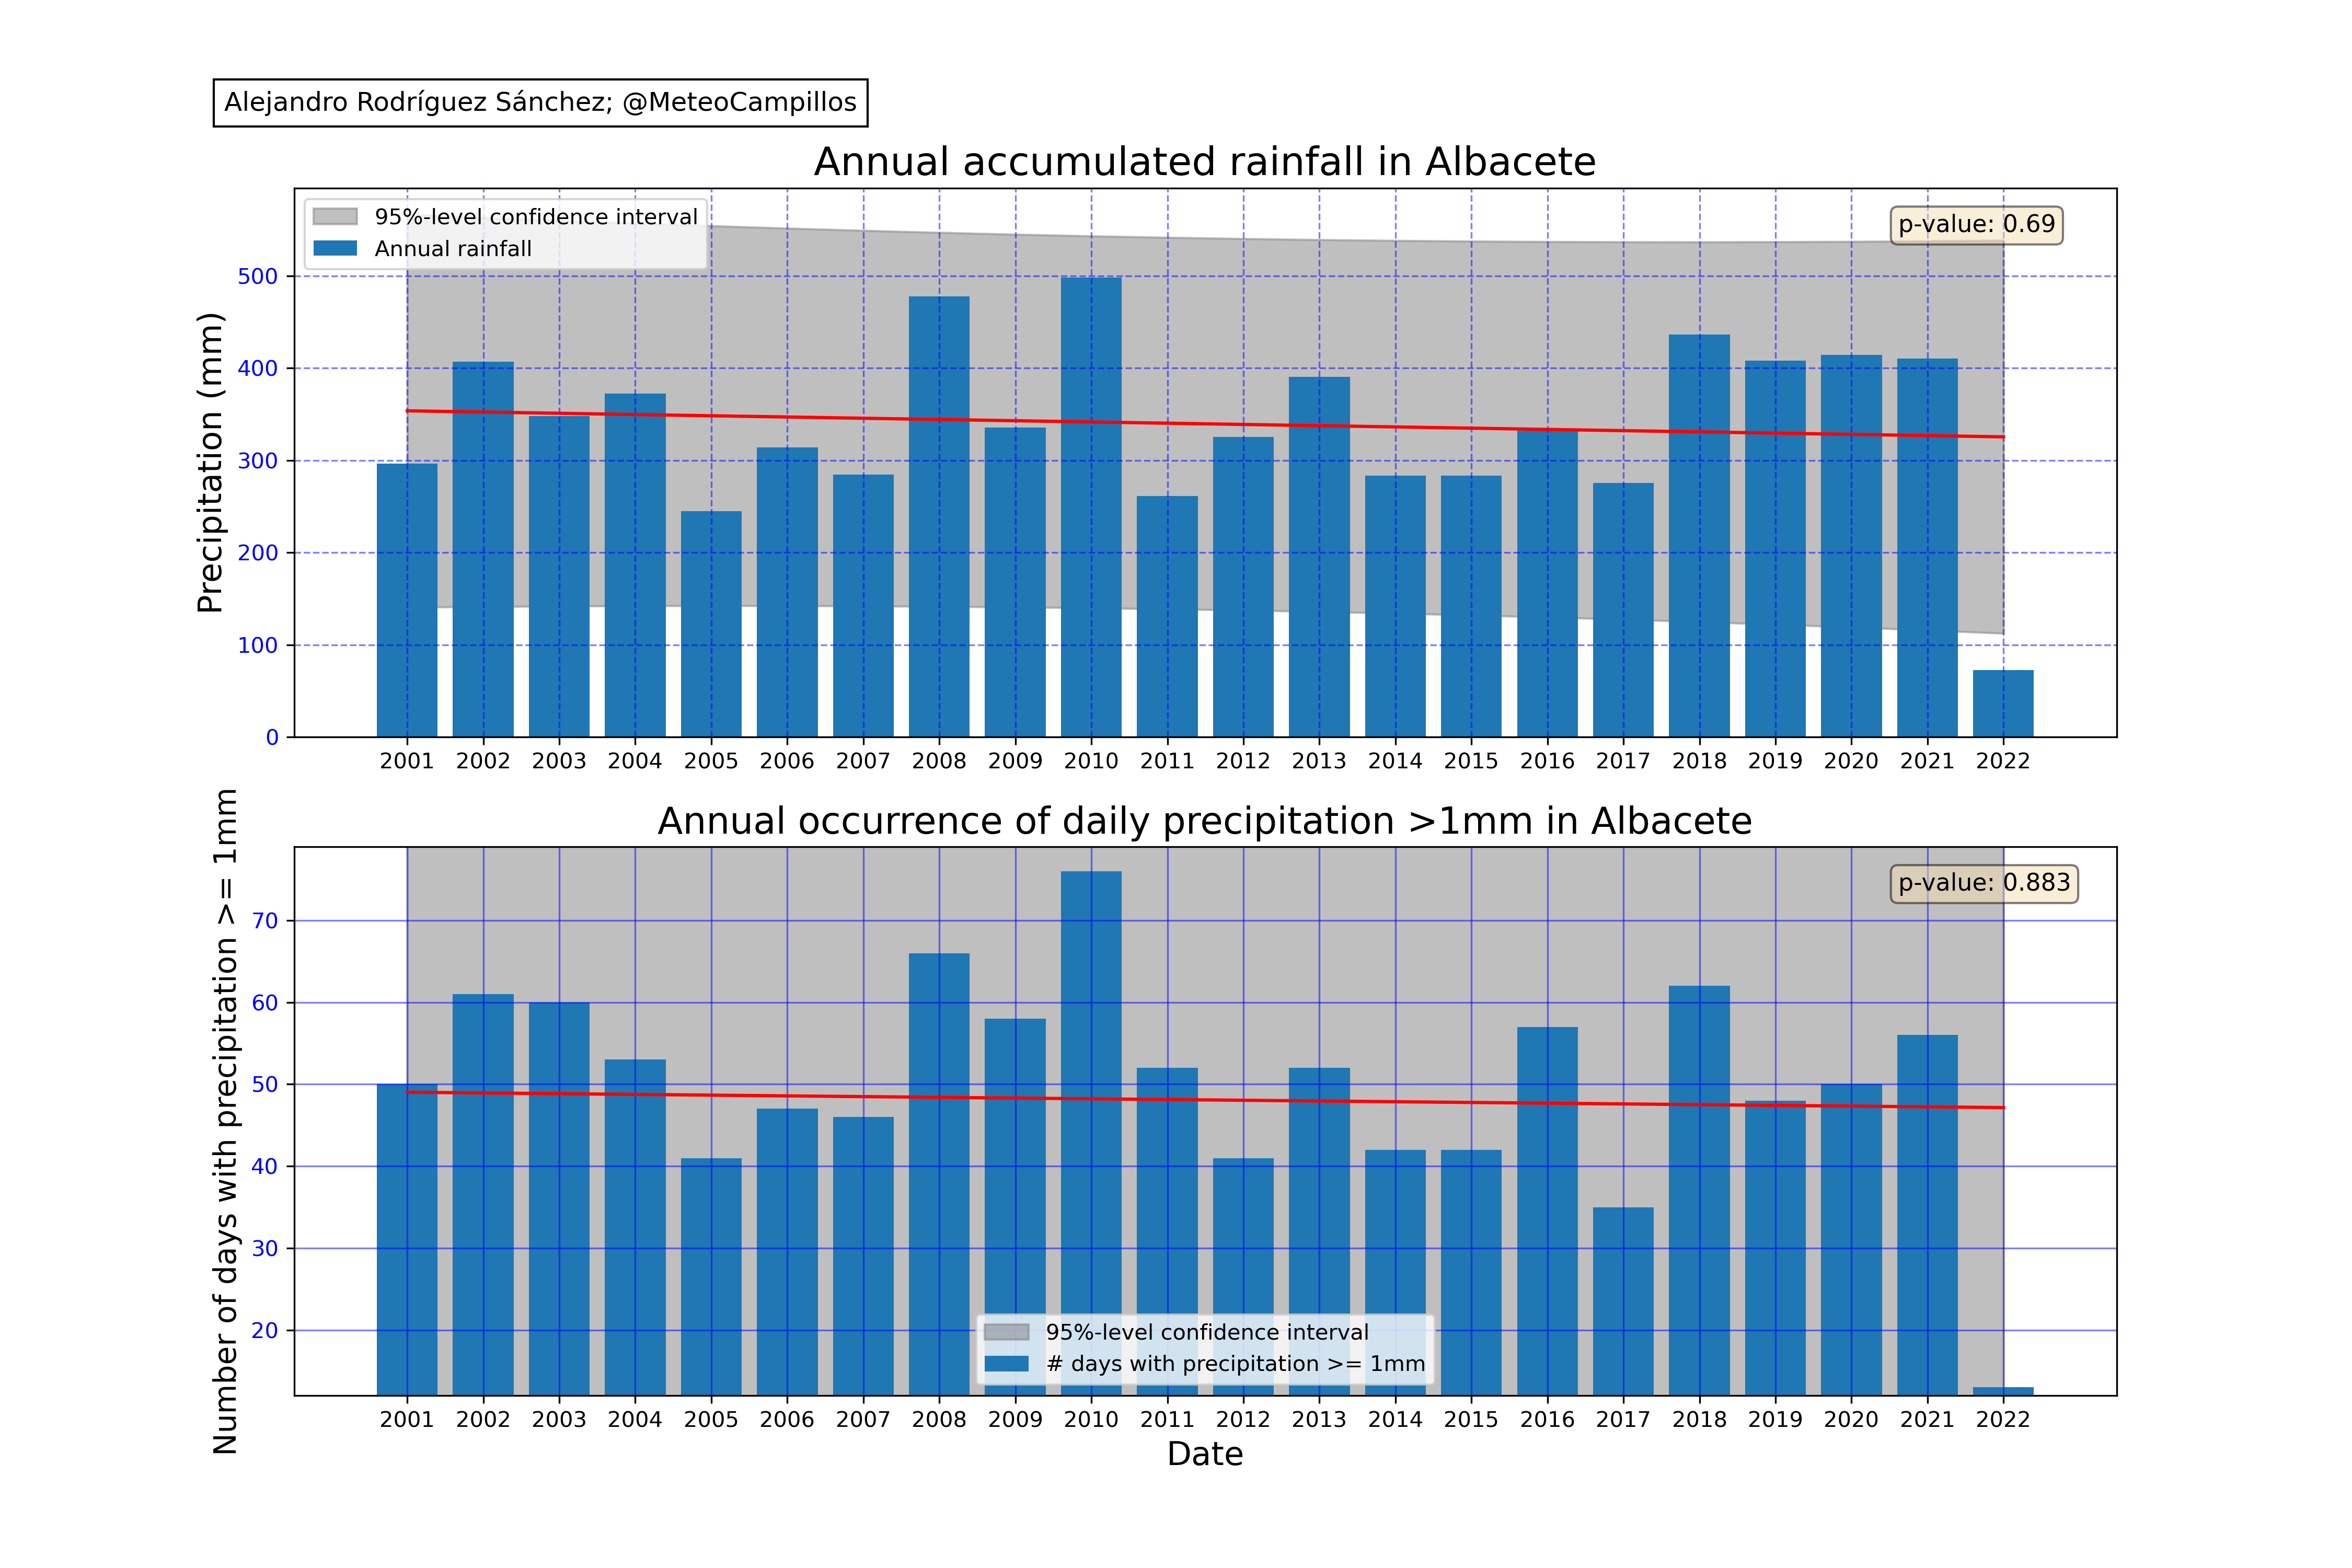 Alejandro Rodríguez Sánchez; @MeteoCampillos
Annual accumulated rainfall in Albacete
95%-level confidence interval
Annual rainfall
p-value: 0.69
Precipitation (mm)
500
400
300
200
100
0
2001 2002 2003 2004 2005 2006 2007 2008 2009 2010 2011 2012 2013 2014 2015 2016 2017 2018 2019 2020 2021 2022
Annual occurrence of daily precipitation >1mm in Albacete
p-value: 0.883
Number of days with precipitation >= 1mm
70
60
50
40
30
20
95%-level confidence interval
# days with precipitation >= 1mm
2001 2002 2003 2004 2005 2006 2007 2008 2009 2010 2011 2012 2013 2014 2015 2016 2017 2018 2019 2020 2021 2022
Date